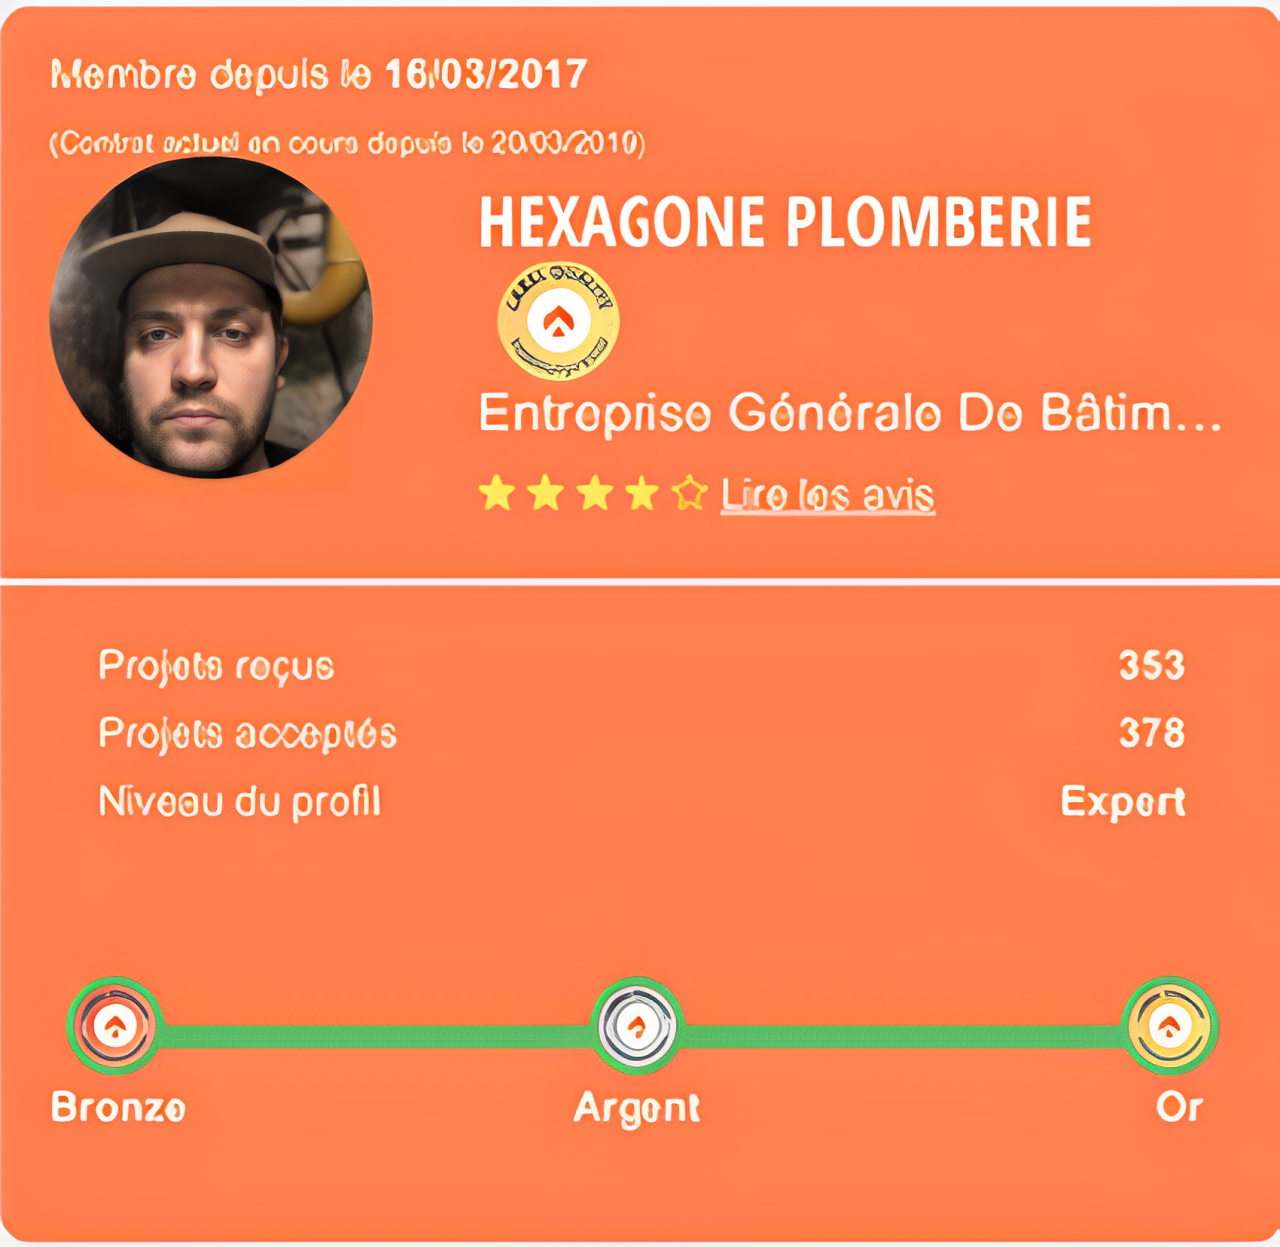 Membre depuis le 16/03/2017
(Contrat actuel en cours depuis le 20/03/2019)
HEXAGONE PLOMBERIE
Entreprise Générale De Bâtim...
Lire les avis
Projets reçus 353
Projets acceptés 378
Niveau du profil Expert
Bronze Argent Or